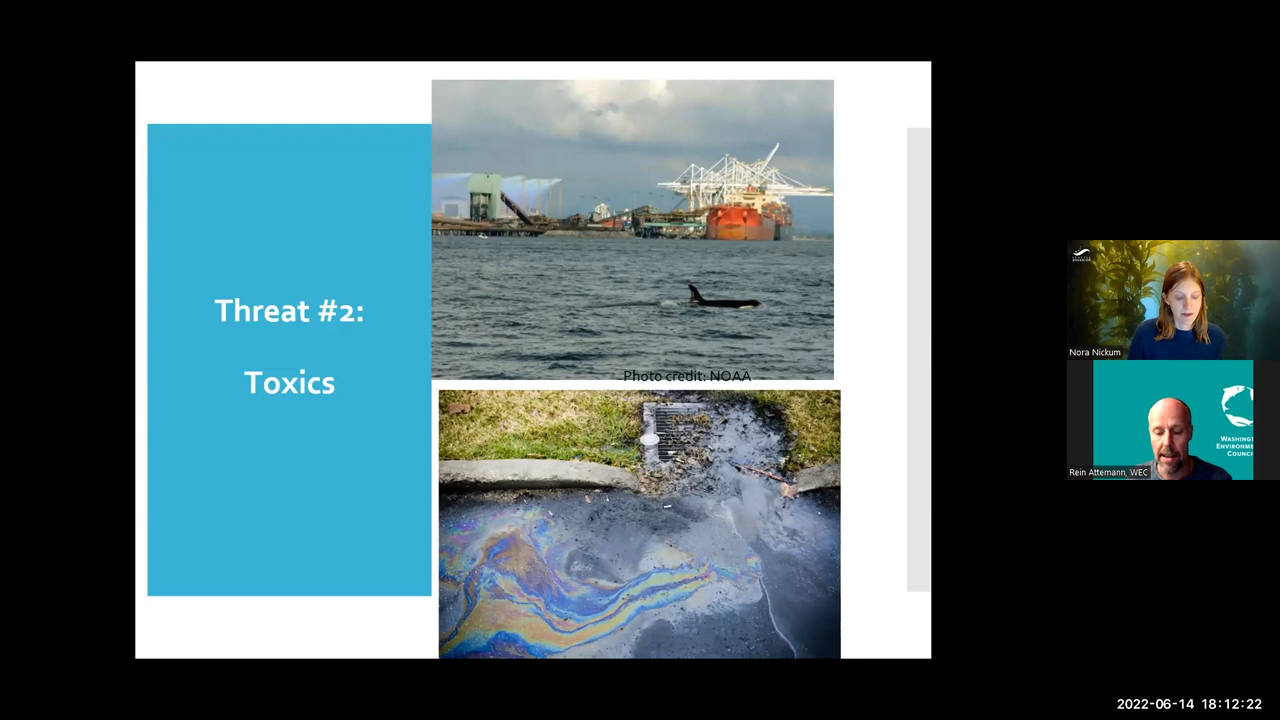 Threat #2:
Toxics
Photo credit: NOAA
Nora Nickum
Rein Attemann, WEC
2022-06-14 18:12:22